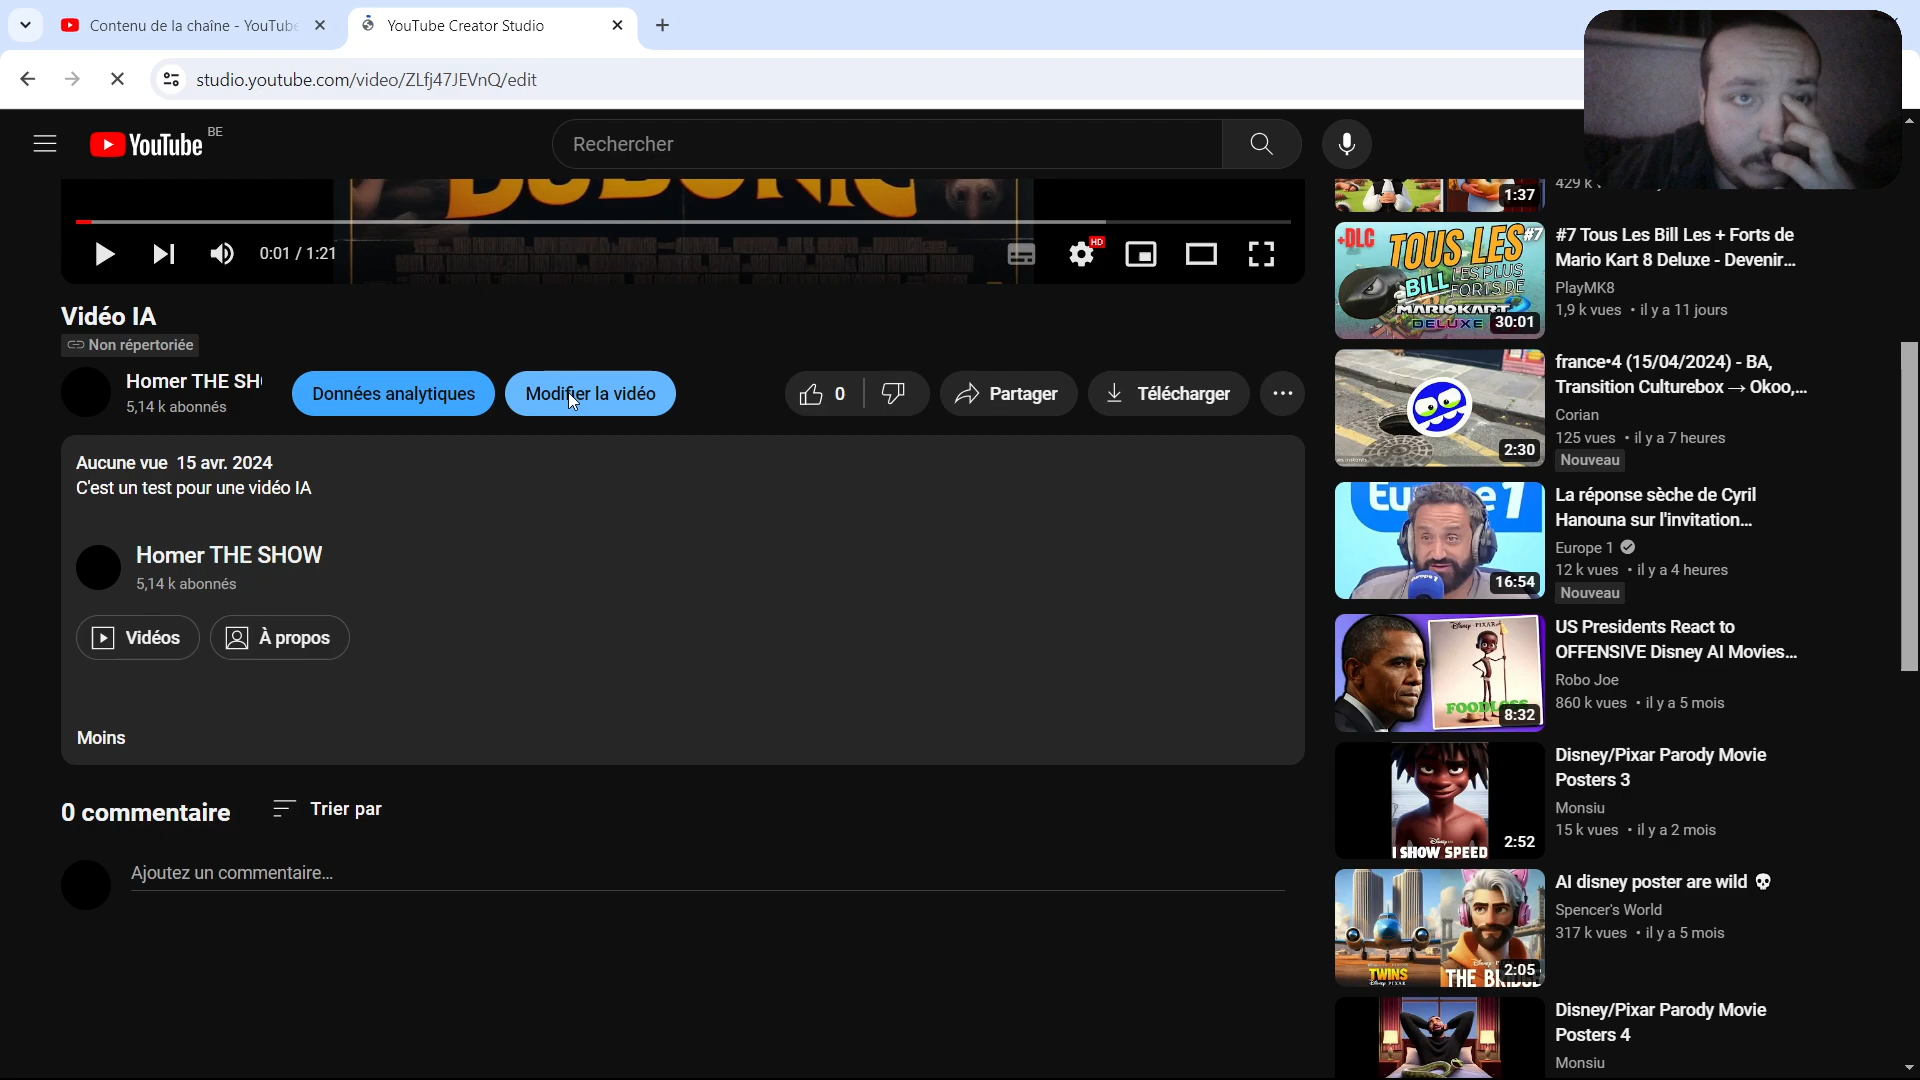 Contenu de la chaîne - YouTube
YouTube Creator Studio
studio.youtube.com/video/ZLfj47JEVnQ/edit
YouTube BE
Rechercher
0:01 / 1:21
HD
Vidéo IA
Non répertoriée
Homer THE SH
5,14 k abonnés
Données analytiques
Modifier la vidéo
0
Partager
Télécharger
Aucune vue 15 avr. 2024
C'est un test pour une vidéo IA
Homer THE SHOW
5,14 k abonnés
Vidéos
À propos
Moins
0 commentaire
Trier par
Ajoutez un commentaire...
1:37
429 k
+DLC
TOUS LES
#7
BILL
LES PLUS
FORTS DE
MARIOKART
DELUXE
30:01
#7 Tous Les Bill Les + Forts de
Mario Kart 8 Deluxe - Devenir...
PlayMK8
1,9 k vues • il y a 11 jours
2:30
france•4 (15/04/2024) - BA,
Transition Culturebox → Okoo,...
Corian
125 vues • il y a 7 heures
Nouveau
16:54
La réponse sèche de Cyril
Hanouna sur l'invitation...
Europe 1
12 k vues • il y a 4 heures
Nouveau
8:32
US Presidents React to
OFFENSIVE Disney AI Movies...
Robo Joe
860 k vues • il y a 5 mois
I SHOW SPEED
2:52
Disney/Pixar Parody Movie
Posters 3
Monsiu
15 k vues • il y a 2 mois
TWINS
2:05
AI disney poster are wild 💀
Spencer's World
317 k vues • il y a 5 mois
Disney/Pixar Parody Movie
Posters 4
Monsiu